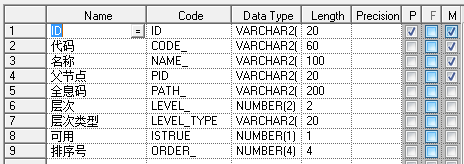 Name Code Data Type Length Precision P F M
1 ID = ID VARCHAR2( 20
2 代码 CODE_ VARCHAR2( 60
3 名称 NAME_ VARCHAR2( 100
4 父节点 PID VARCHAR2( 20
5 全息码 PATH_ VARCHAR2( 200
6 层次 LEVEL_ NUMBER(2) 2
7 层次类型 LEVEL_TYPE VARCHAR2( 20
8 可用 ISTRUE NUMBER(1) 1
9 排序号 ORDER_ NUMBER(4) 4